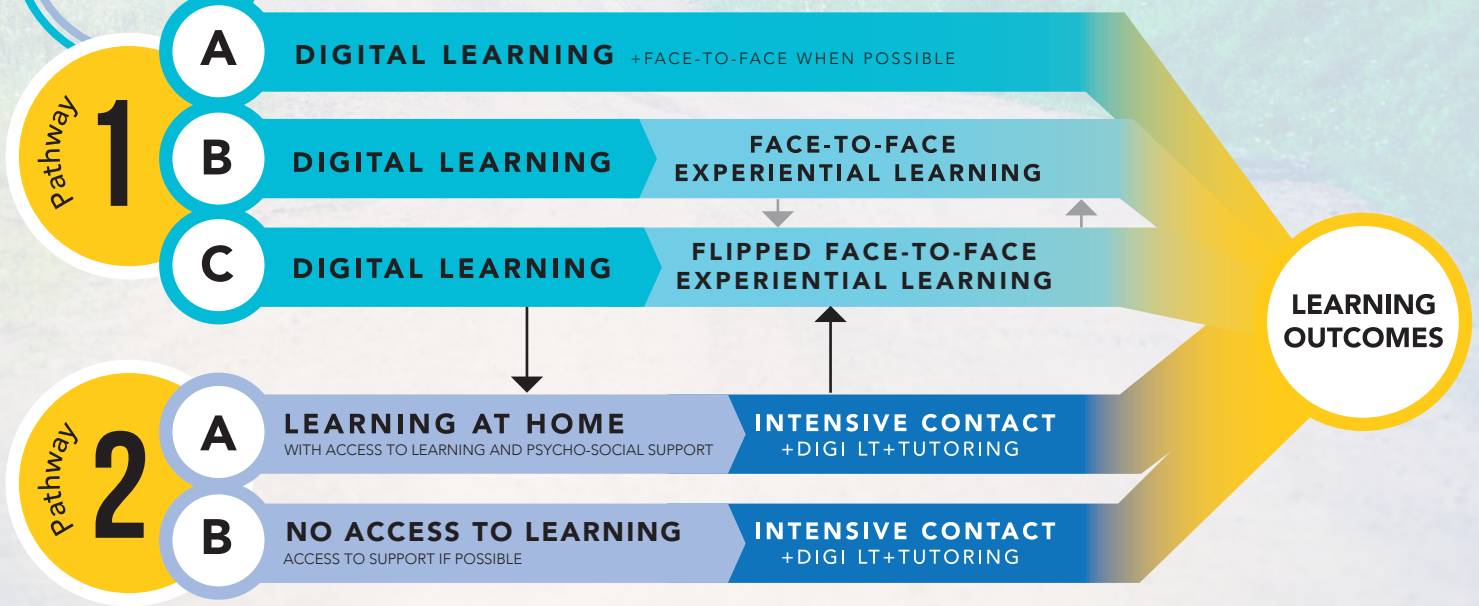 Pathway
1
A
DIGITAL LEARNING +FACE-TO-FACE WHEN POSSIBLE
B
DIGITAL LEARNING
FACE-TO-FACE
EXPERIENTIAL LEARNING
C
DIGITAL LEARNING
FLIPPED FACE-TO-FACE
EXPERIENTIAL LEARNING
Pathway
2
A
LEARNING AT HOME
WITH ACCESS TO LEARNING AND PSYCHO-SOCIAL SUPPORT
INTENSIVE CONTACT
+DIGI LT+TUTORING
B
NO ACCESS TO LEARNING
ACCESS TO SUPPORT IF POSSIBLE
INTENSIVE CONTACT
+DIGI LT+TUTORING
LEARNING
OUTCOMES